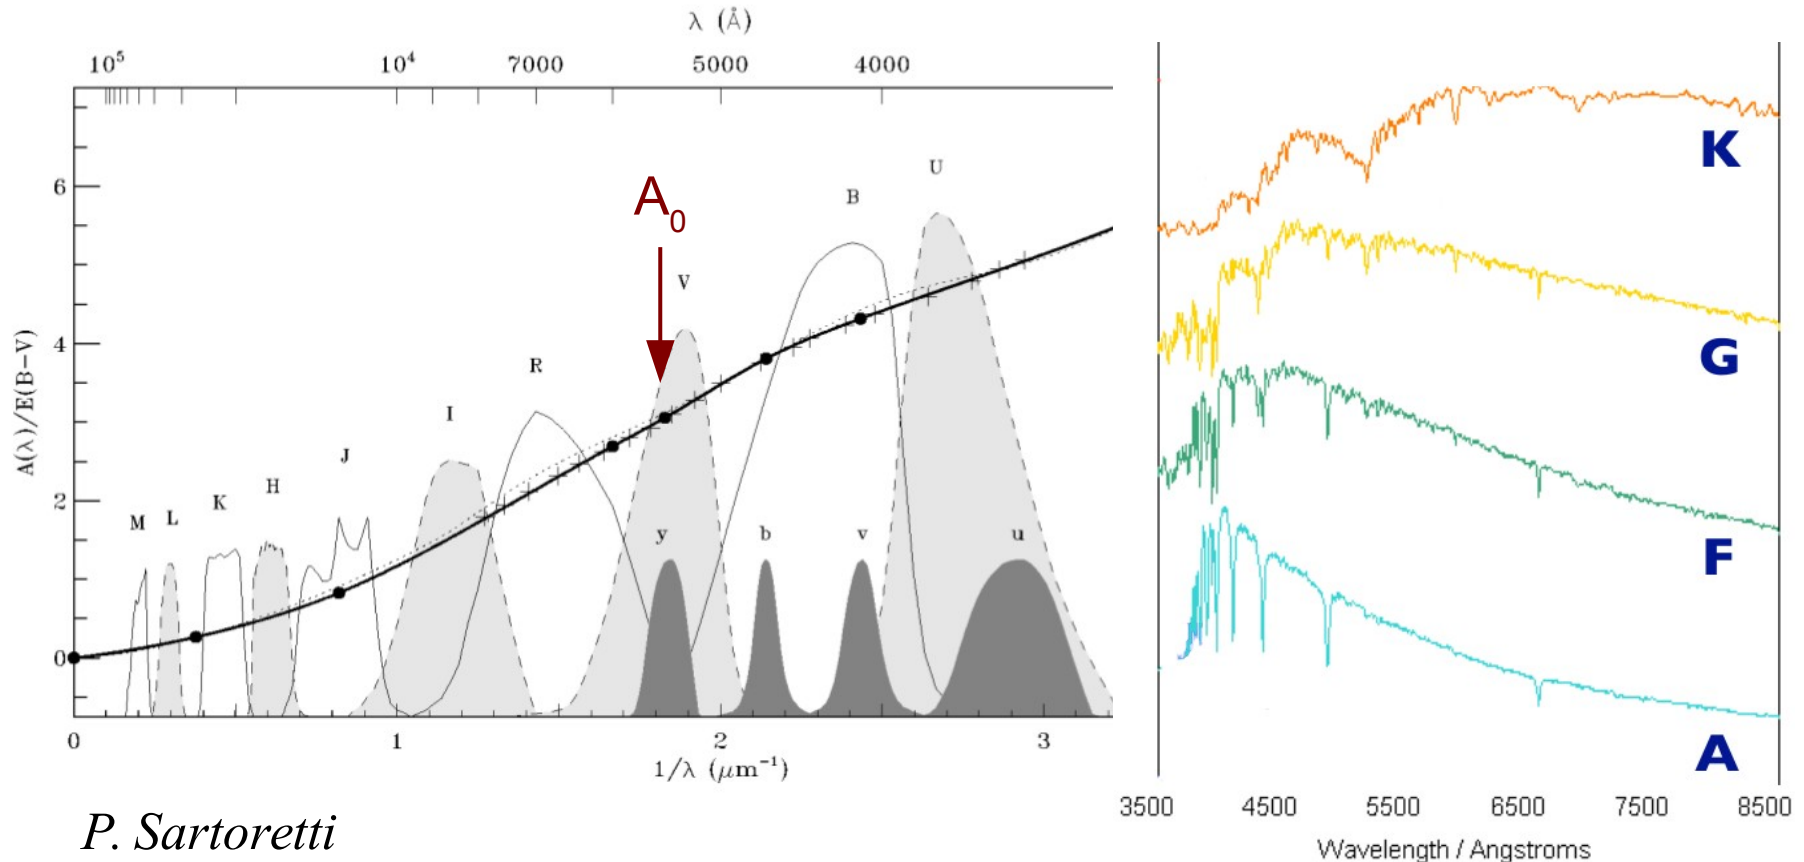 λ (Å)
10⁵ 10⁴ 7000 5000 4000
A(λ)/E(B−V)
6
4
2
0
A₀
M
L
K
H
J
I
R
V
B
U
y
b
v
u
0 1 2 3
1/λ (μm⁻¹)
P. Sartoretti
K
G
F
A
3500 4500 5500 6500 7500 8500
Wavelength / Angstroms